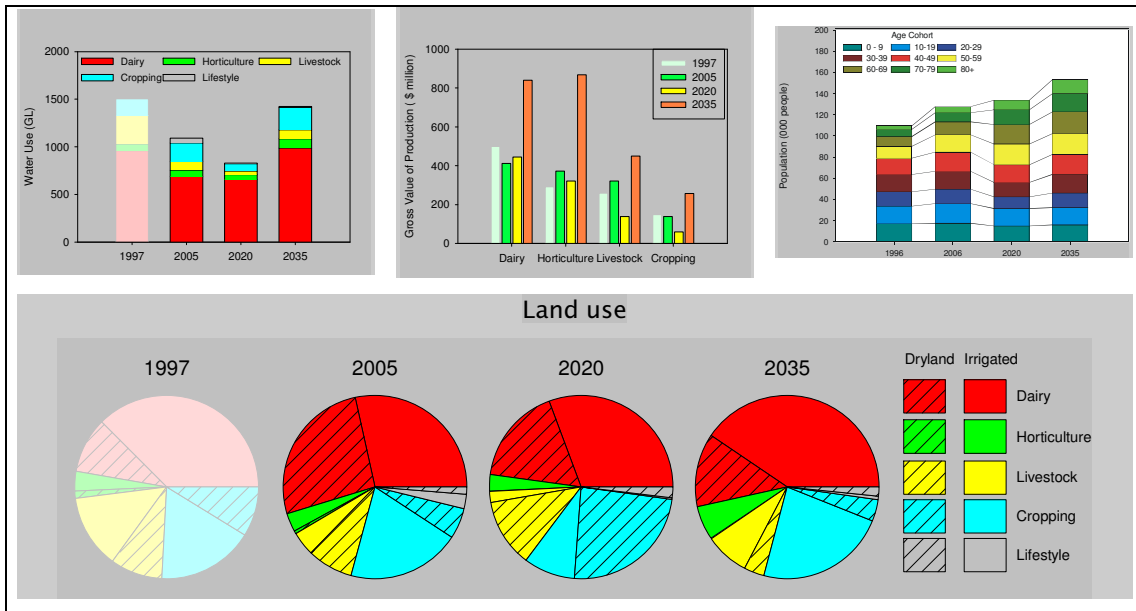 2000
1500
1000
500
0
Water Use (GL)
Dairy Horticulture Livestock
Cropping Lifestyle
1997 2005 2020 2035
1000
800
600
400
200
0
Gross Value of Production ( $ million)
1997
2005
2020
2035
Dairy Horticulture Livestock Cropping
200
180
160
140
120
100
80
60
40
20
0
Population (000 people)
Age Cohort
0 - 9 10-19 20-29
30-39 40-49 50-59
60-69 70-79 80+
1996 2006 2020 2035
Land use
1997 2005 2020 2035
Dryland Irrigated
Dairy
Horticulture
Livestock
Cropping
Lifestyle